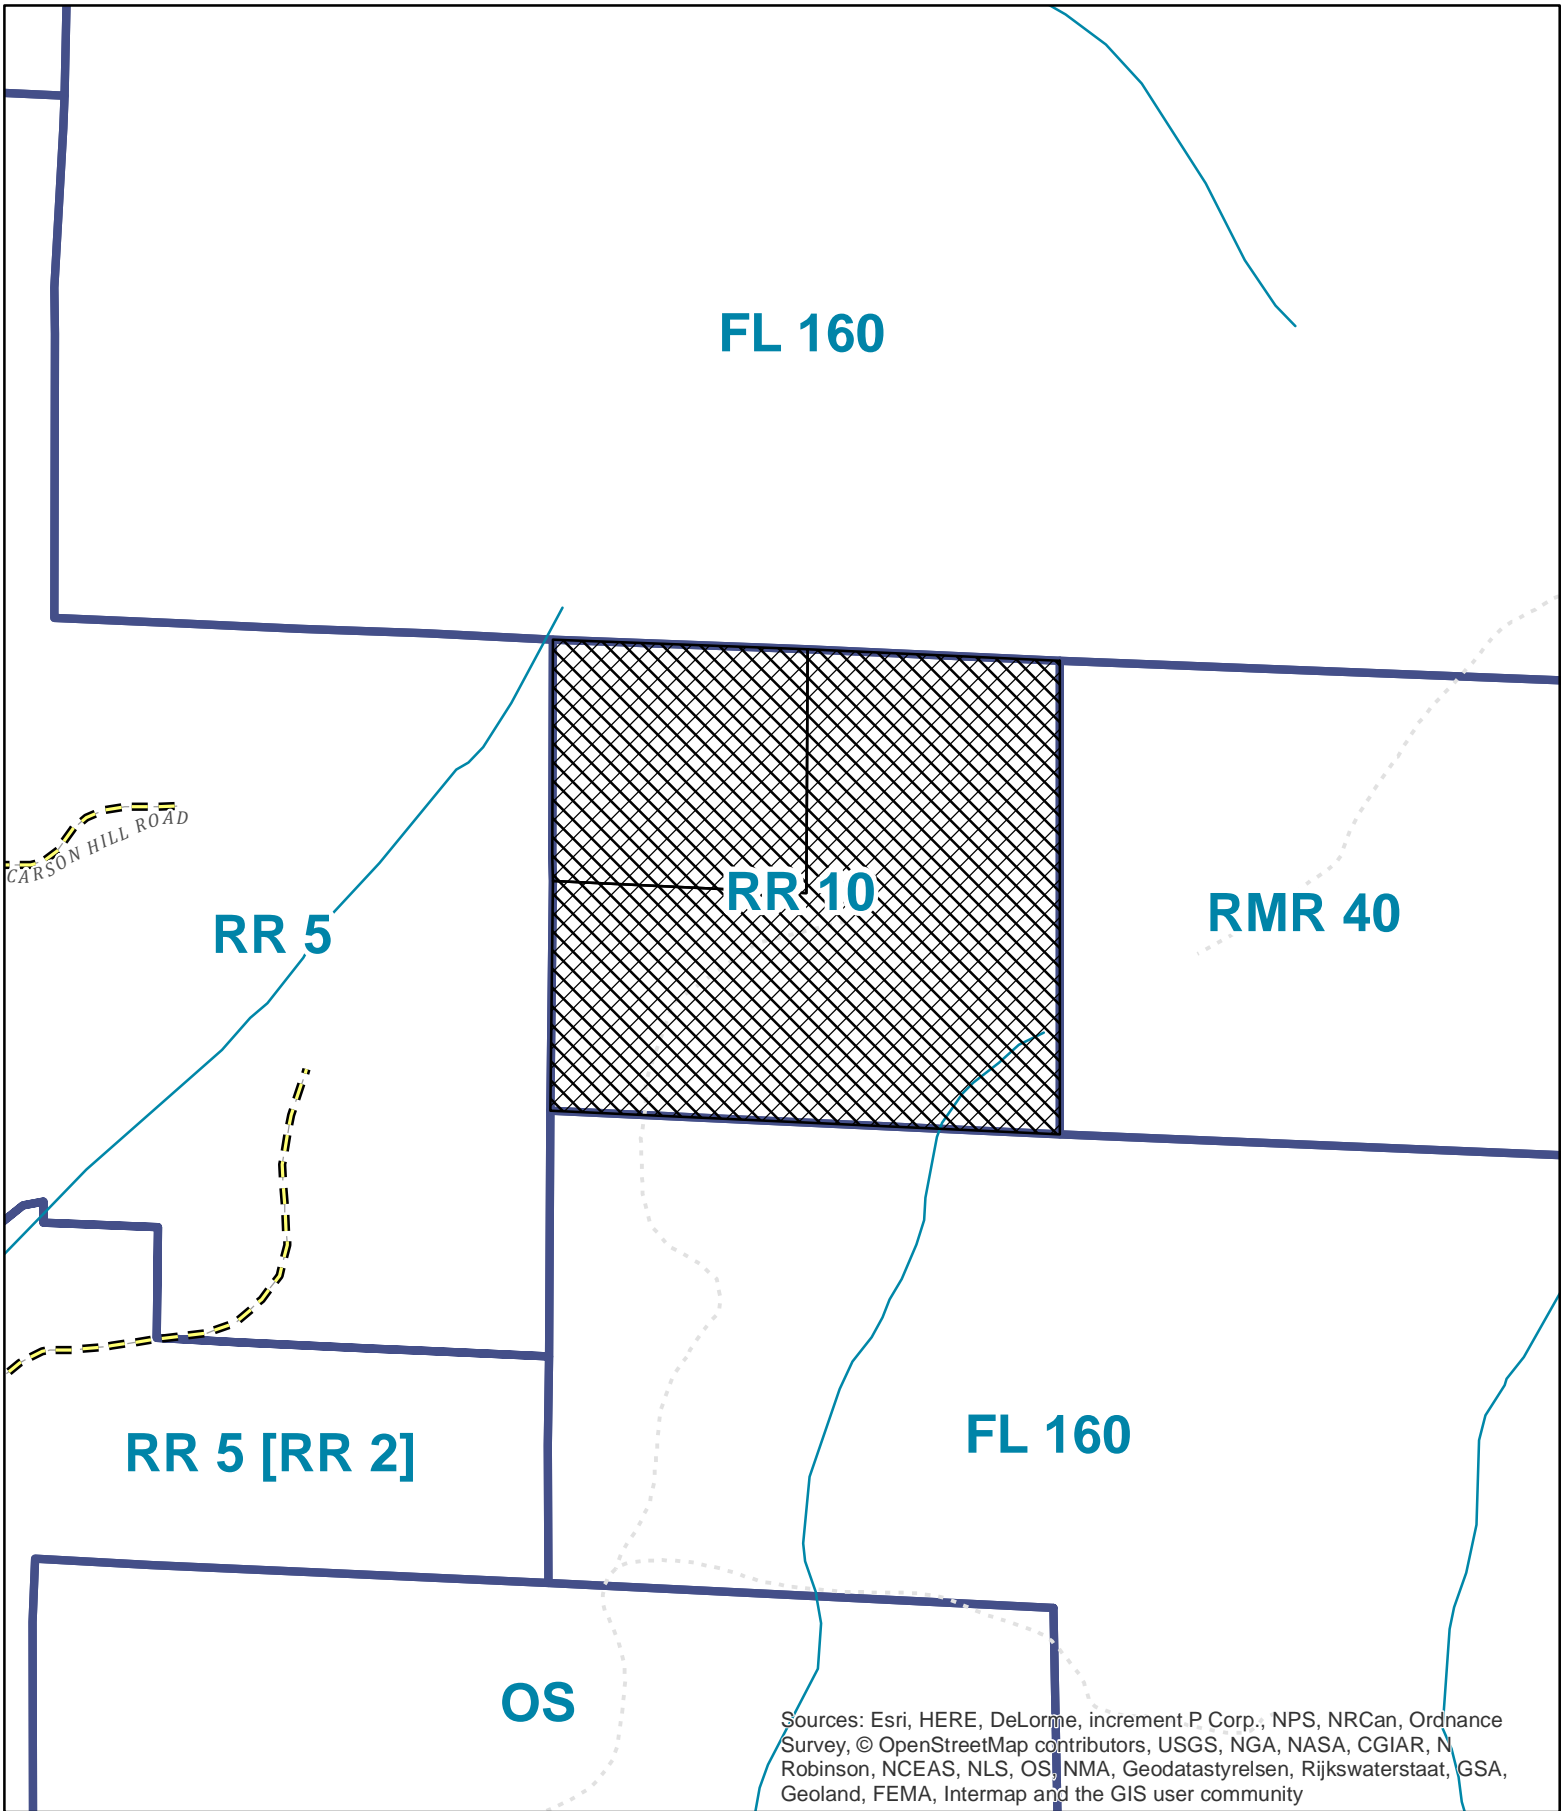 FL 160
CARSON HILL ROAD
RR 10
RMR 40
RR 5
FL 160
RR 5 [RR 2]
OS
Sources: Esri, HERE, DeLorme, increment P Corp., NPS, NRCan, Ordnance
Survey, © OpenStreetMap contributors, USGS, NGA, NASA, CGIAR, N
Robinson, NCEAS, NLS, OS, NMA, Geodatastyrelsen, Rijkswaterstaat, GSA,
Geoland, FEMA, Intermap and the GIS user community